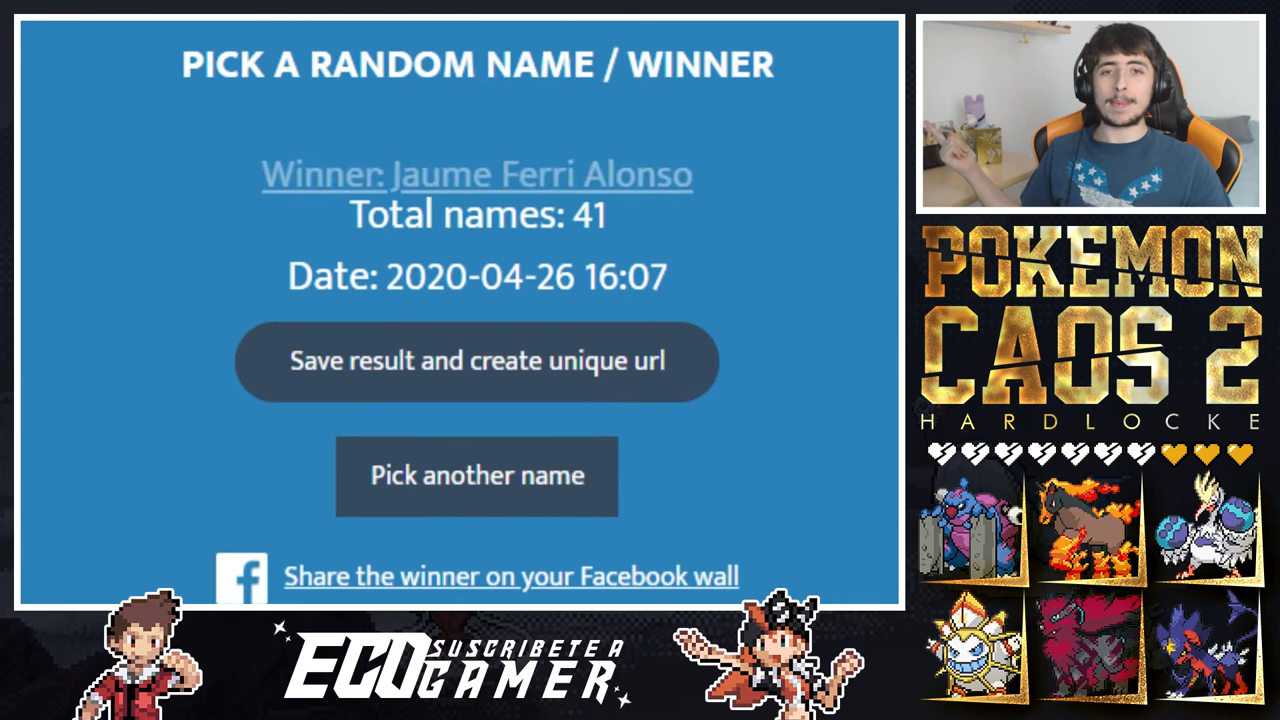 PICK A RANDOM NAME / WINNER
Winner: Jaume Ferri Alonso
Total names: 41
Date: 2020-04-26 16:07
Save result and create unique url
Pick another name
f Share the winner on your Facebook wall
POKEMON
CAOS 2
HARDLOCKE
SUSCRIBETE A
EGO GAMER